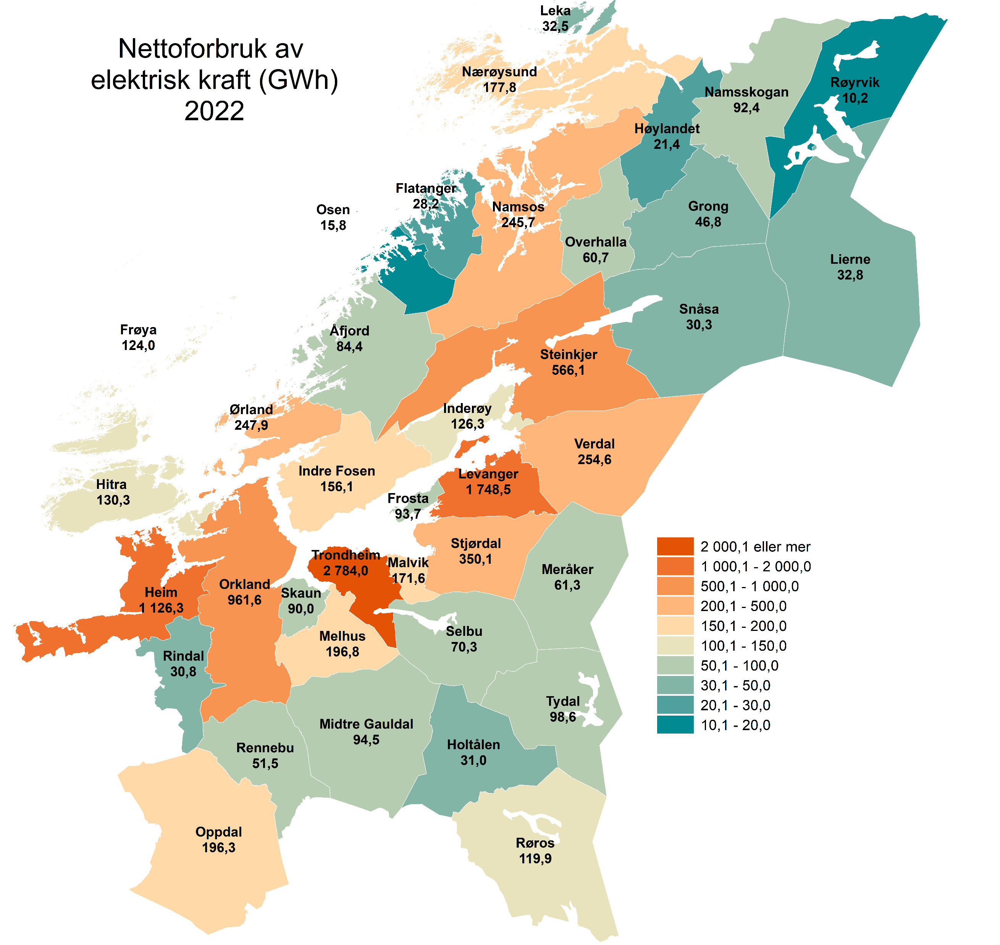 Nettoforbruk av
elektrisk kraft (GWh)
2022
Leka
32,5
Nærøysund
177,8
Røyrvik
10,2
Namsskogan
92,4
Høylandet
21,4
Flatanger
28,2
Osen
15,8
Namsos
245,7
Grong
46,8
Overhalla
60,7
Lierne
32,8
Snåsa
30,3
Frøya
124,0
Åfjord
84,4
Steinkjer
566,1
Ørland
247,9
Inderøy
126,3
Verdal
254,6
Indre Fosen
156,1
Levanger
1 748,5
Hitra
130,3
Frosta
93,7
Stjørdal
350,1
Trondheim
2 784,0
Malvik
171,6
Meråker
61,3
Orkland
961,6
Heim
1 126,3
Skaun
90,0
Selbu
70,3
Melhus
196,8
Rindal
30,8
Tydal
98,6
Midtre Gauldal
94,5
Holtålen
31,0
Rennebu
51,5
Oppdal
196,3
Røros
119,9
2 000,1 eller mer
1 000,1 - 2 000,0
500,1 - 1 000,0
200,1 - 500,0
150,1 - 200,0
100,1 - 150,0
50,1 - 100,0
30,1 - 50,0
20,1 - 30,0
10,1 - 20,0